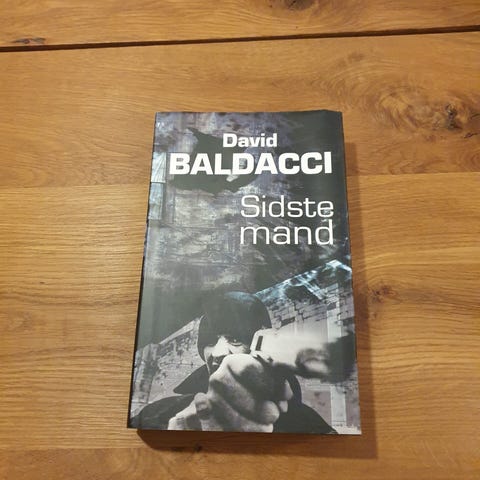 David
BALDACCI
Sidste
mand